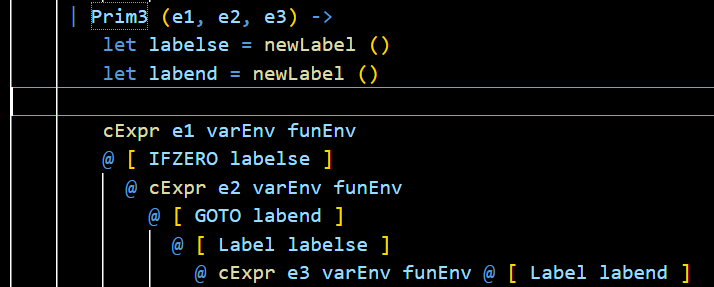 | Prim3 (e1, e2, e3) ->
let labelse = newLabel ()
let labend = newLabel ()
cExpr e1 varEnv funEnv
@ [ IFZERO labelse ]
@ cExpr e2 varEnv funEnv
@ [ GOTO labend ]
@ [ Label labelse ]
@ cExpr e3 varEnv funEnv @ [ Label labend ]